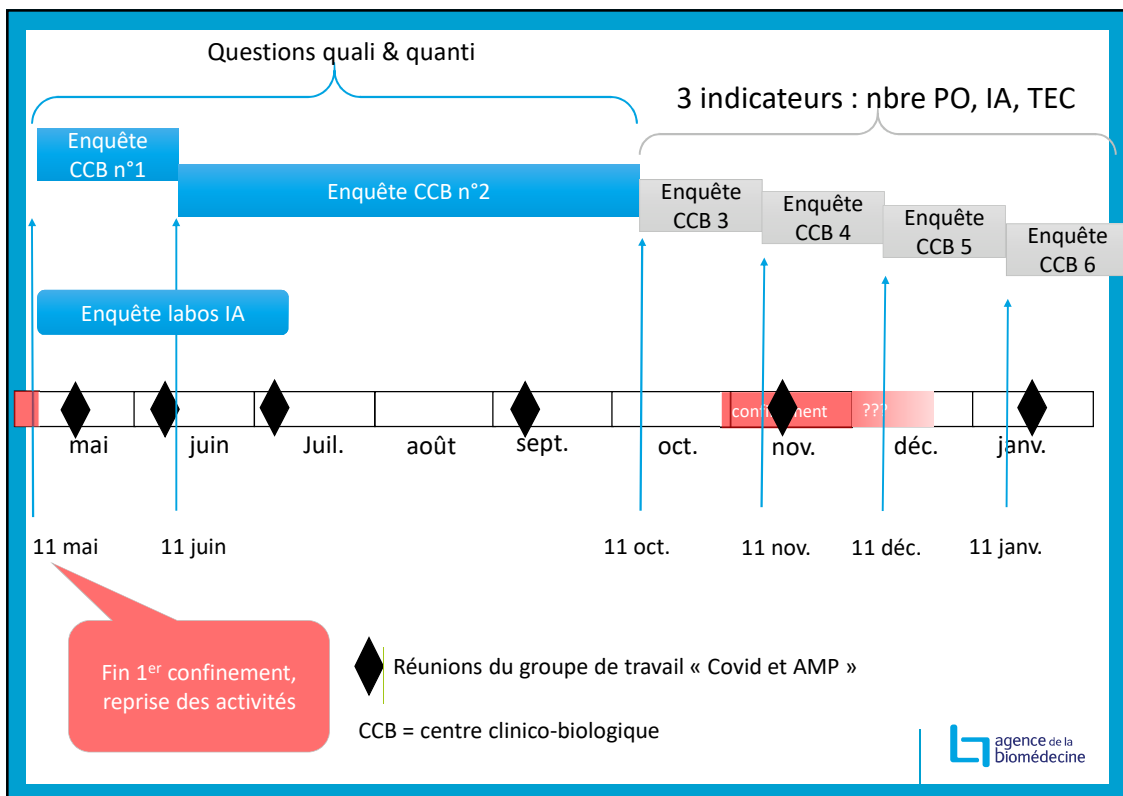 Questions quali & quanti
3 indicateurs : nbre PO, IA, TEC
Enquête
CCB n°1
Enquête CCB n°2
Enquête
CCB 3
Enquête
CCB 4
Enquête
CCB 5
Enquête
CCB 6
Enquête labos IA
confinement
???
mai
juin
Juil.
août
sept.
oct.
nov.
déc.
janv.
11 mai
11 juin
11 oct.
11 nov.
11 déc.
11 janv.
Fin 1er confinement,
reprise des activités
Réunions du groupe de travail « Covid et AMP »
CCB = centre clinico-biologique
agence de la
biomédecine